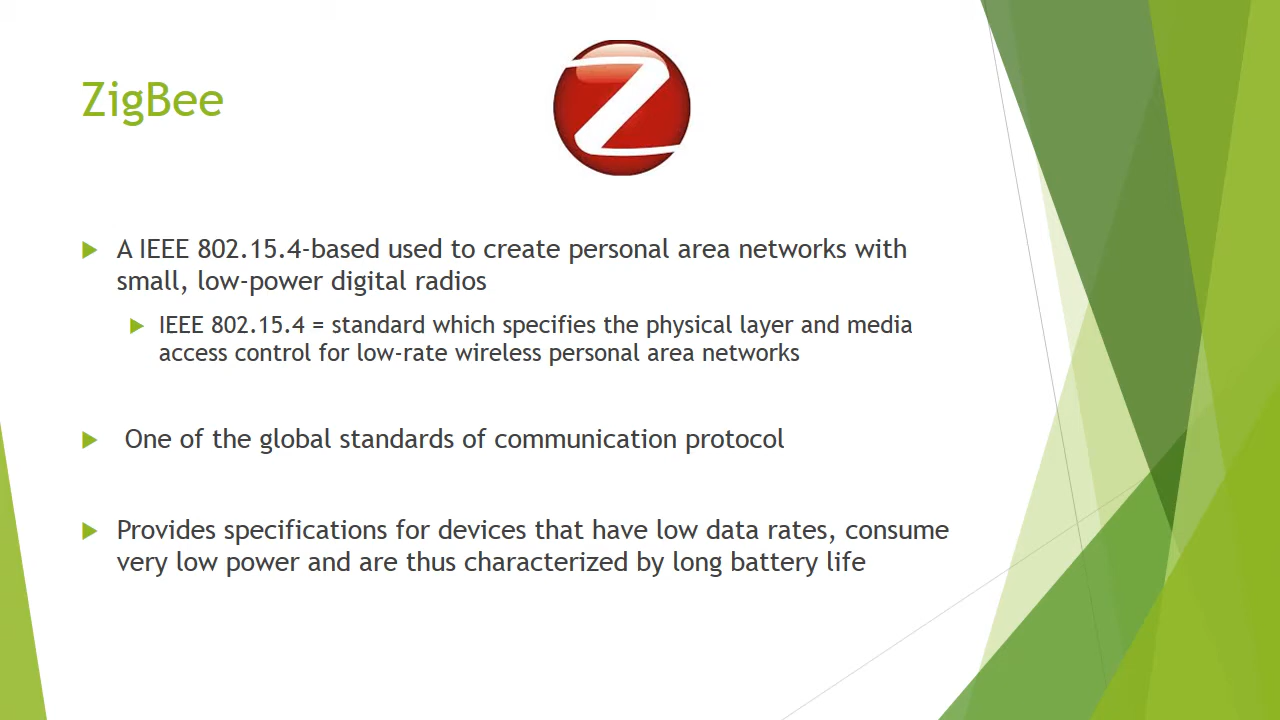 ZigBee
A IEEE 802.15.4-based used to create personal area networks with
small, low-power digital radios
IEEE 802.15.4 = standard which specifies the physical layer and media
access control for low-rate wireless personal area networks
One of the global standards of communication protocol
Provides specifications for devices that have low data rates, consume
very low power and are thus characterized by long battery life